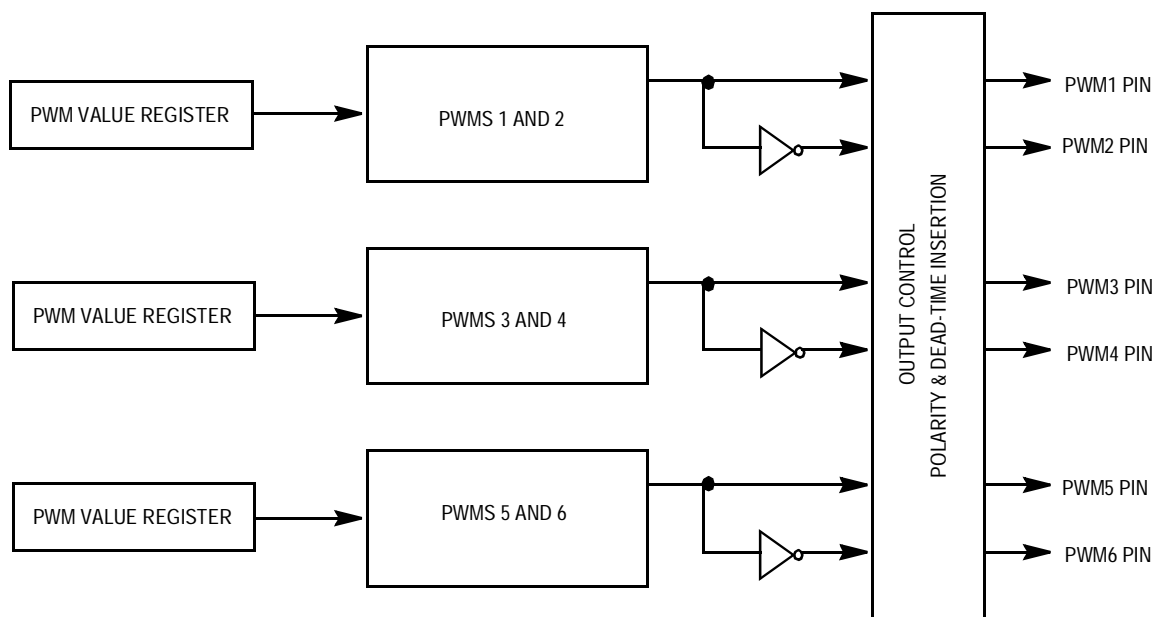 PWM VALUE REGISTER
PWMS 1 AND 2
PWM1 PIN
PWM2 PIN
PWM VALUE REGISTER
PWMS 3 AND 4
OUTPUT CONTROL
POLARITY & DEAD-TIME INSERTION
PWM3 PIN
PWM4 PIN
PWM VALUE REGISTER
PWMS 5 AND 6
PWM5 PIN
PWM6 PIN